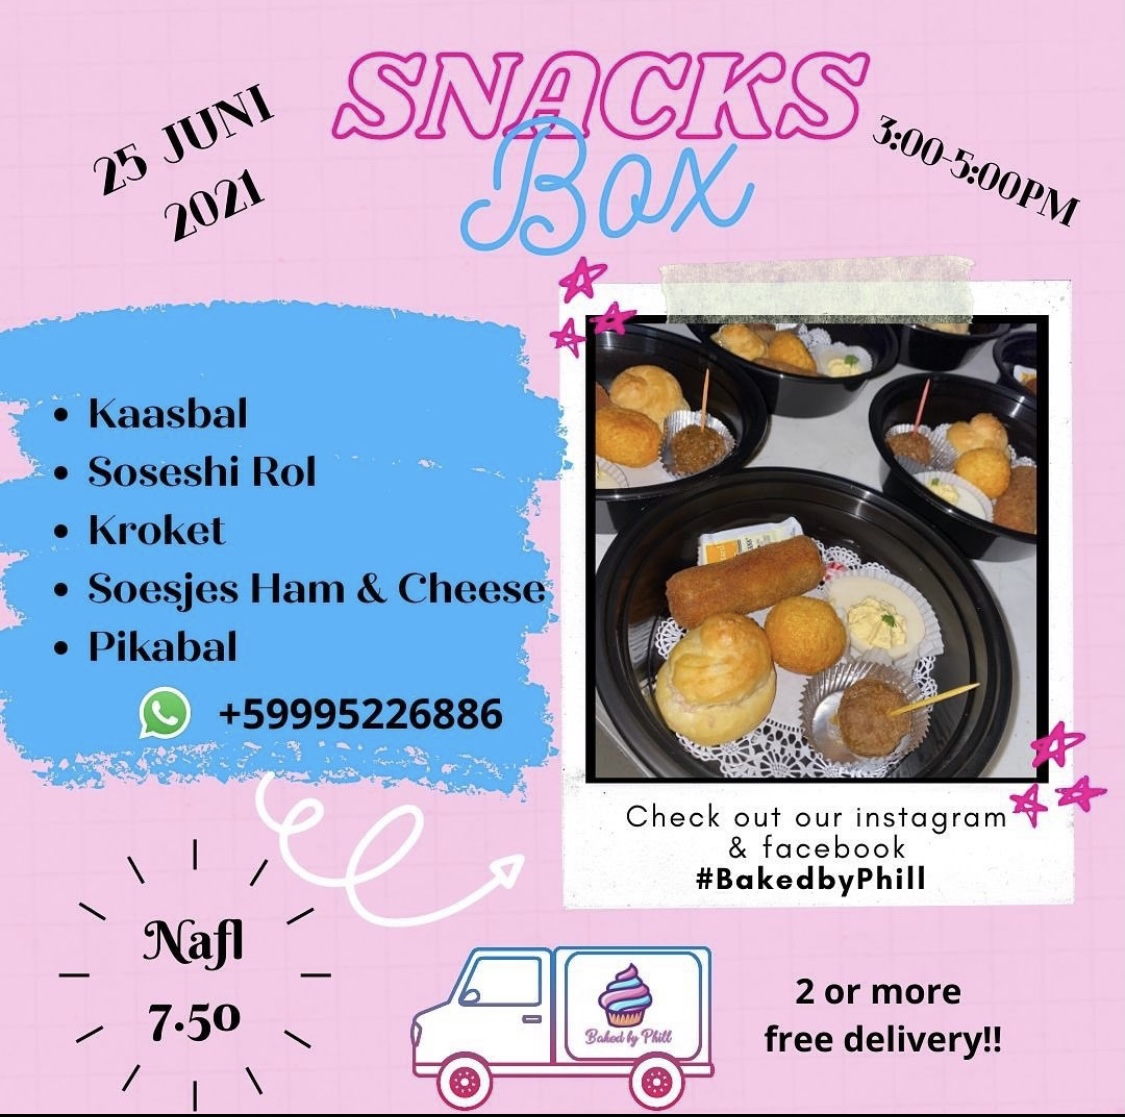 25 JUNI
2021
SNACKS
Box
3:00-5:00PM
• Kaasbal
• Soseshi Rol
• Kroket
• Soesjes Ham & Cheese
• Pikabal
+59995226886
Check out our instagram
& facebook
#BakedbyPhill
Nafl
7.50
Baked by Phill
2 or more
free delivery!!